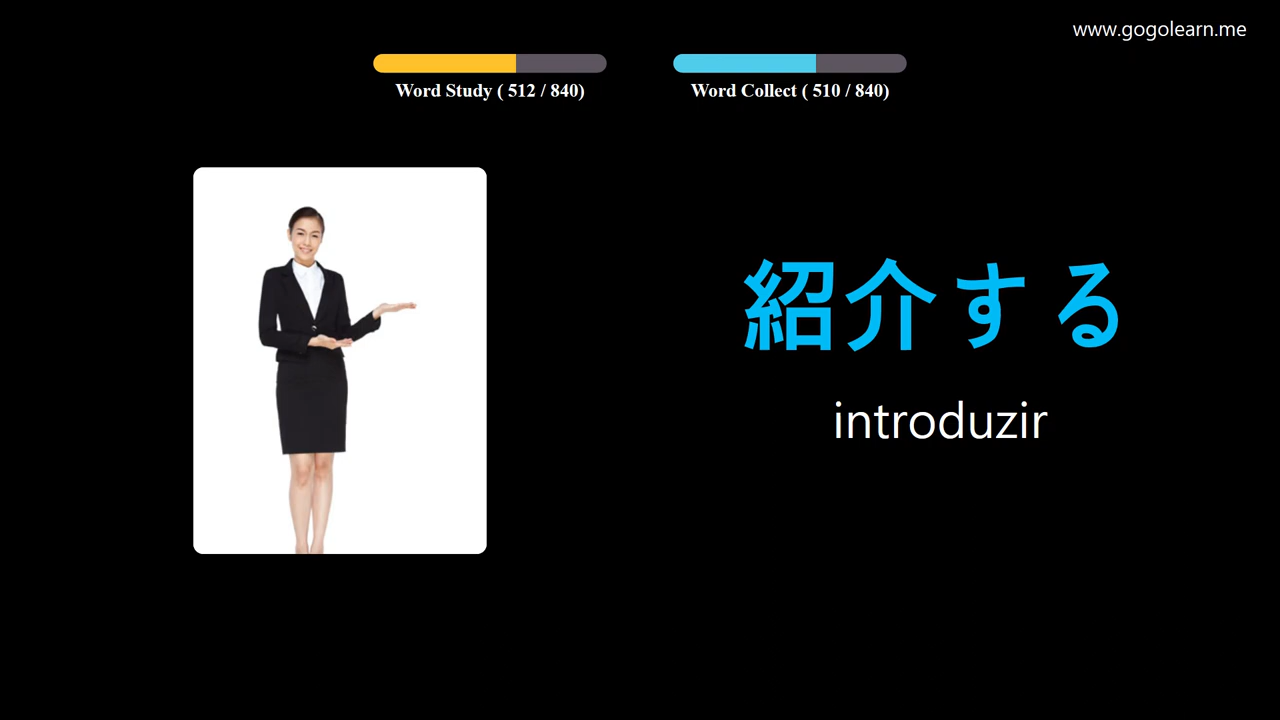 www.gogolearn.me
Word Study ( 512 / 840)
Word Collect ( 510 / 840)
紹介する
introduzir